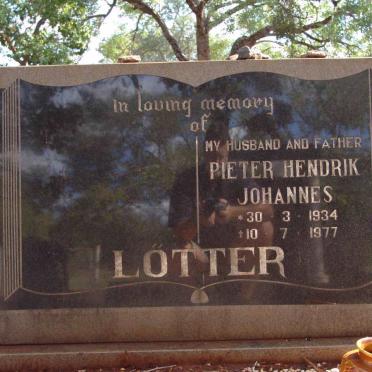 in loving memory
of
MY HUSBAND AND FATHER
PIETER HENDRIK
JOHANNES
*30 3 1934
†10 7 1977
LÖTTER